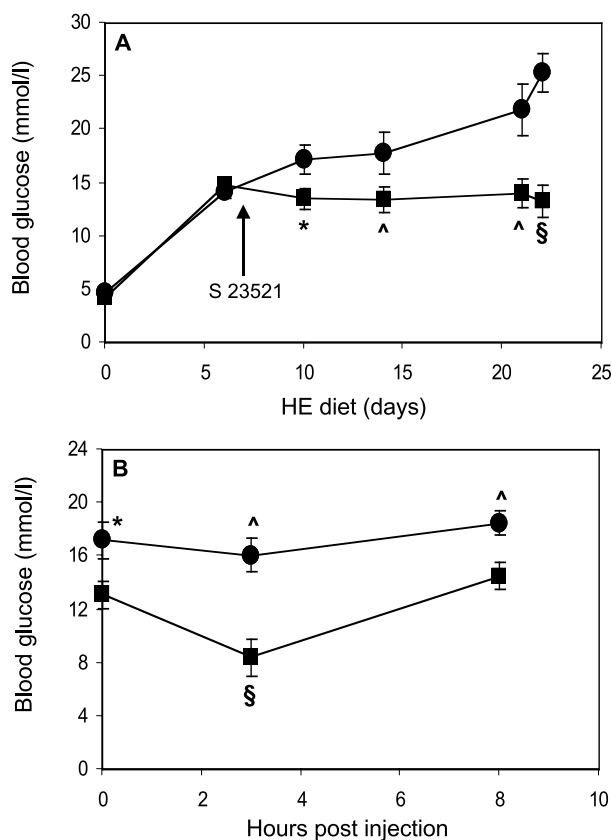 A
Blood glucose (mmol/l)
30
25
20
15
10
5
0
* ^ ^ §
S 23521
0 5 10 15 20 25
HE diet (days)
B
Blood glucose (mmol/l)
24
20
16
12
8
4
0
* ^ ^
§
0 2 4 6 8 10
Hours post injection